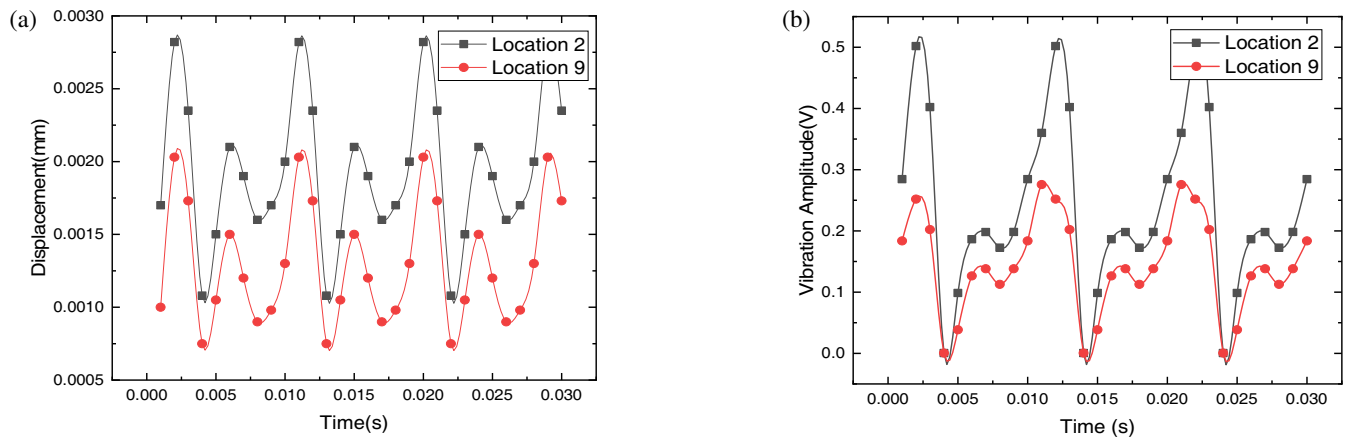 (a)
0.0030
0.0025
0.0020
0.0015
0.0010
0.0005
Displacement(mm)
Location 2
Location 9
0.000 0.005 0.010 0.015 0.020 0.025 0.030
Time(s)
(b)
0.5
0.4
0.3
0.2
0.1
0.0
Vibration Amplitude(V)
Location 2
Location 9
0.000 0.005 0.010 0.015 0.020 0.025 0.030
Time (s)